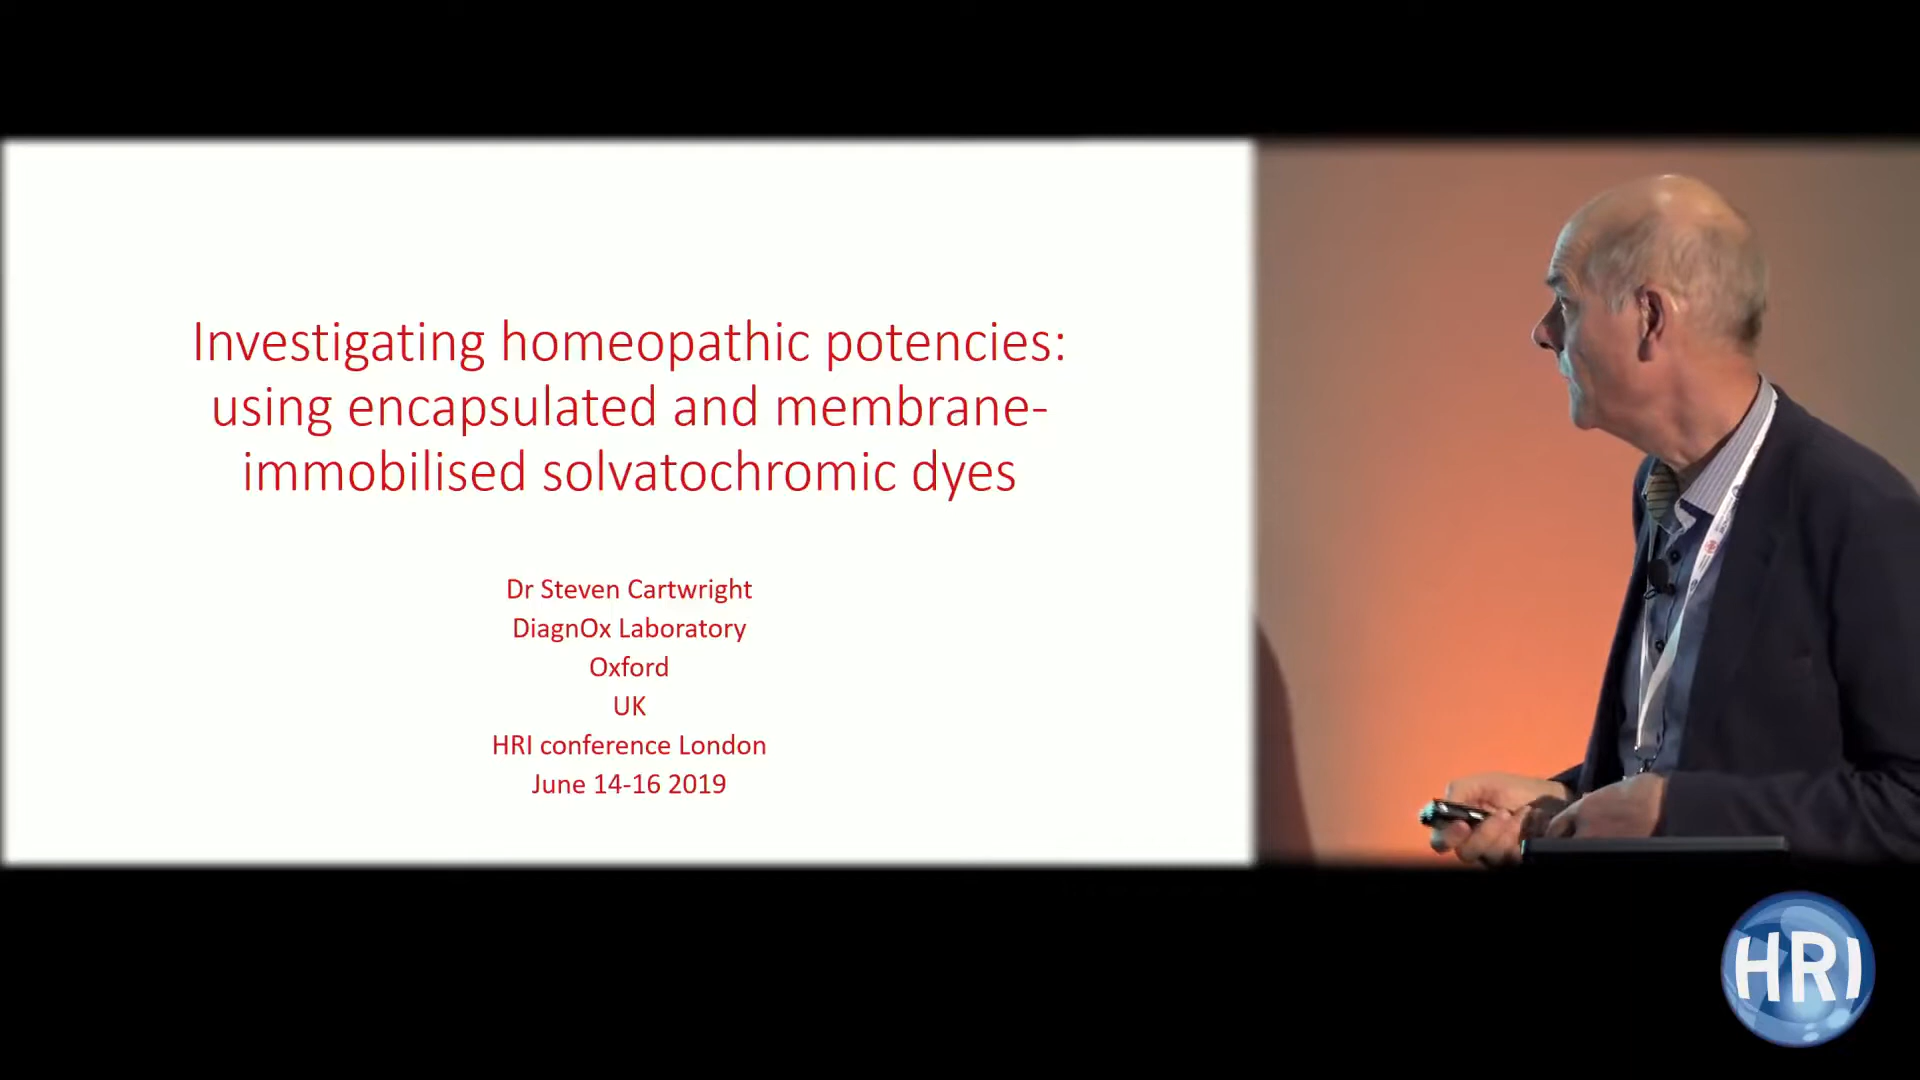 Investigating homeopathic potencies:
using encapsulated and membrane-
immobilised solvatochromic dyes
Dr Steven Cartwright
DiagnOx Laboratory
Oxford
UK
HRI conference London
June 14-16 2019
HRI